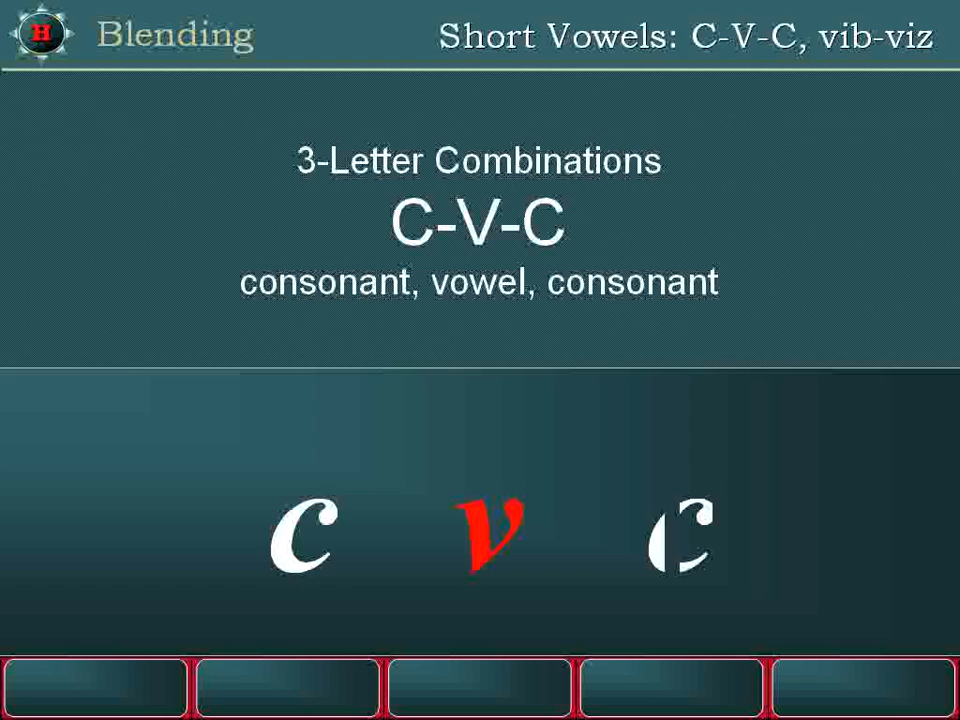 H Blending
Short Vowels: C-V-C, vib-viz
3-Letter Combinations
C-V-C
consonant, vowel, consonant
c v c